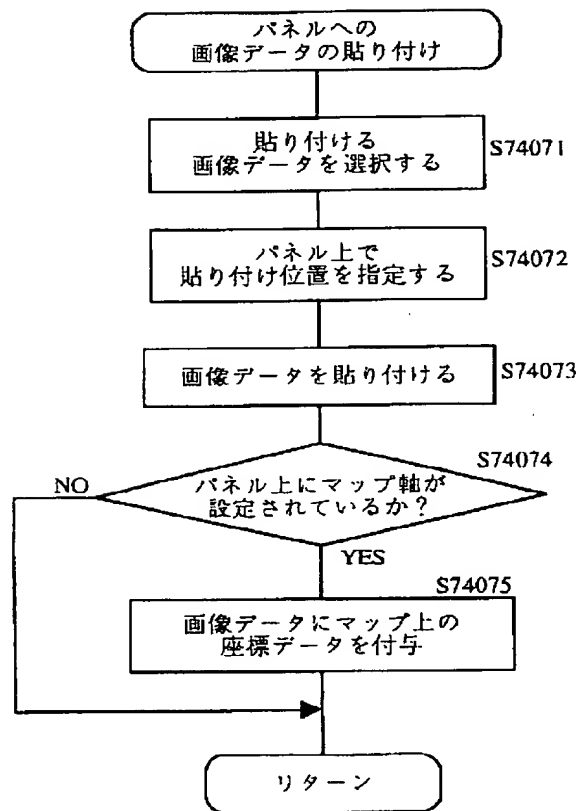 パネルへの
画像データの貼り付け
貼り付ける
画像データを選択する
S74071
パネル上で
貼り付け位置を指定する
S74072
画像データを貼り付ける
S74073
S74074
パネル上にマップ軸が
設定されているか?
NO
YES
S74075
画像データにマップ上の
座標データを付与
リターン